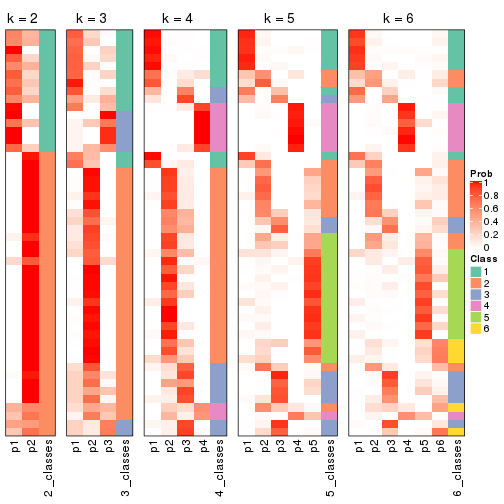 k = 2
k = 3
k = 4
k = 5
k = 6
p1
p2
2_classes
p1
p2
p3
3_classes
p1
p2
p3
p4
4_classes
p1
p2
p3
p4
p5
5_classes
p1
p2
p3
p4
p5
p6
6_classes
Prob
1
0.8
0.6
0.4
0.2
0
Class
1
2
3
4
5
6